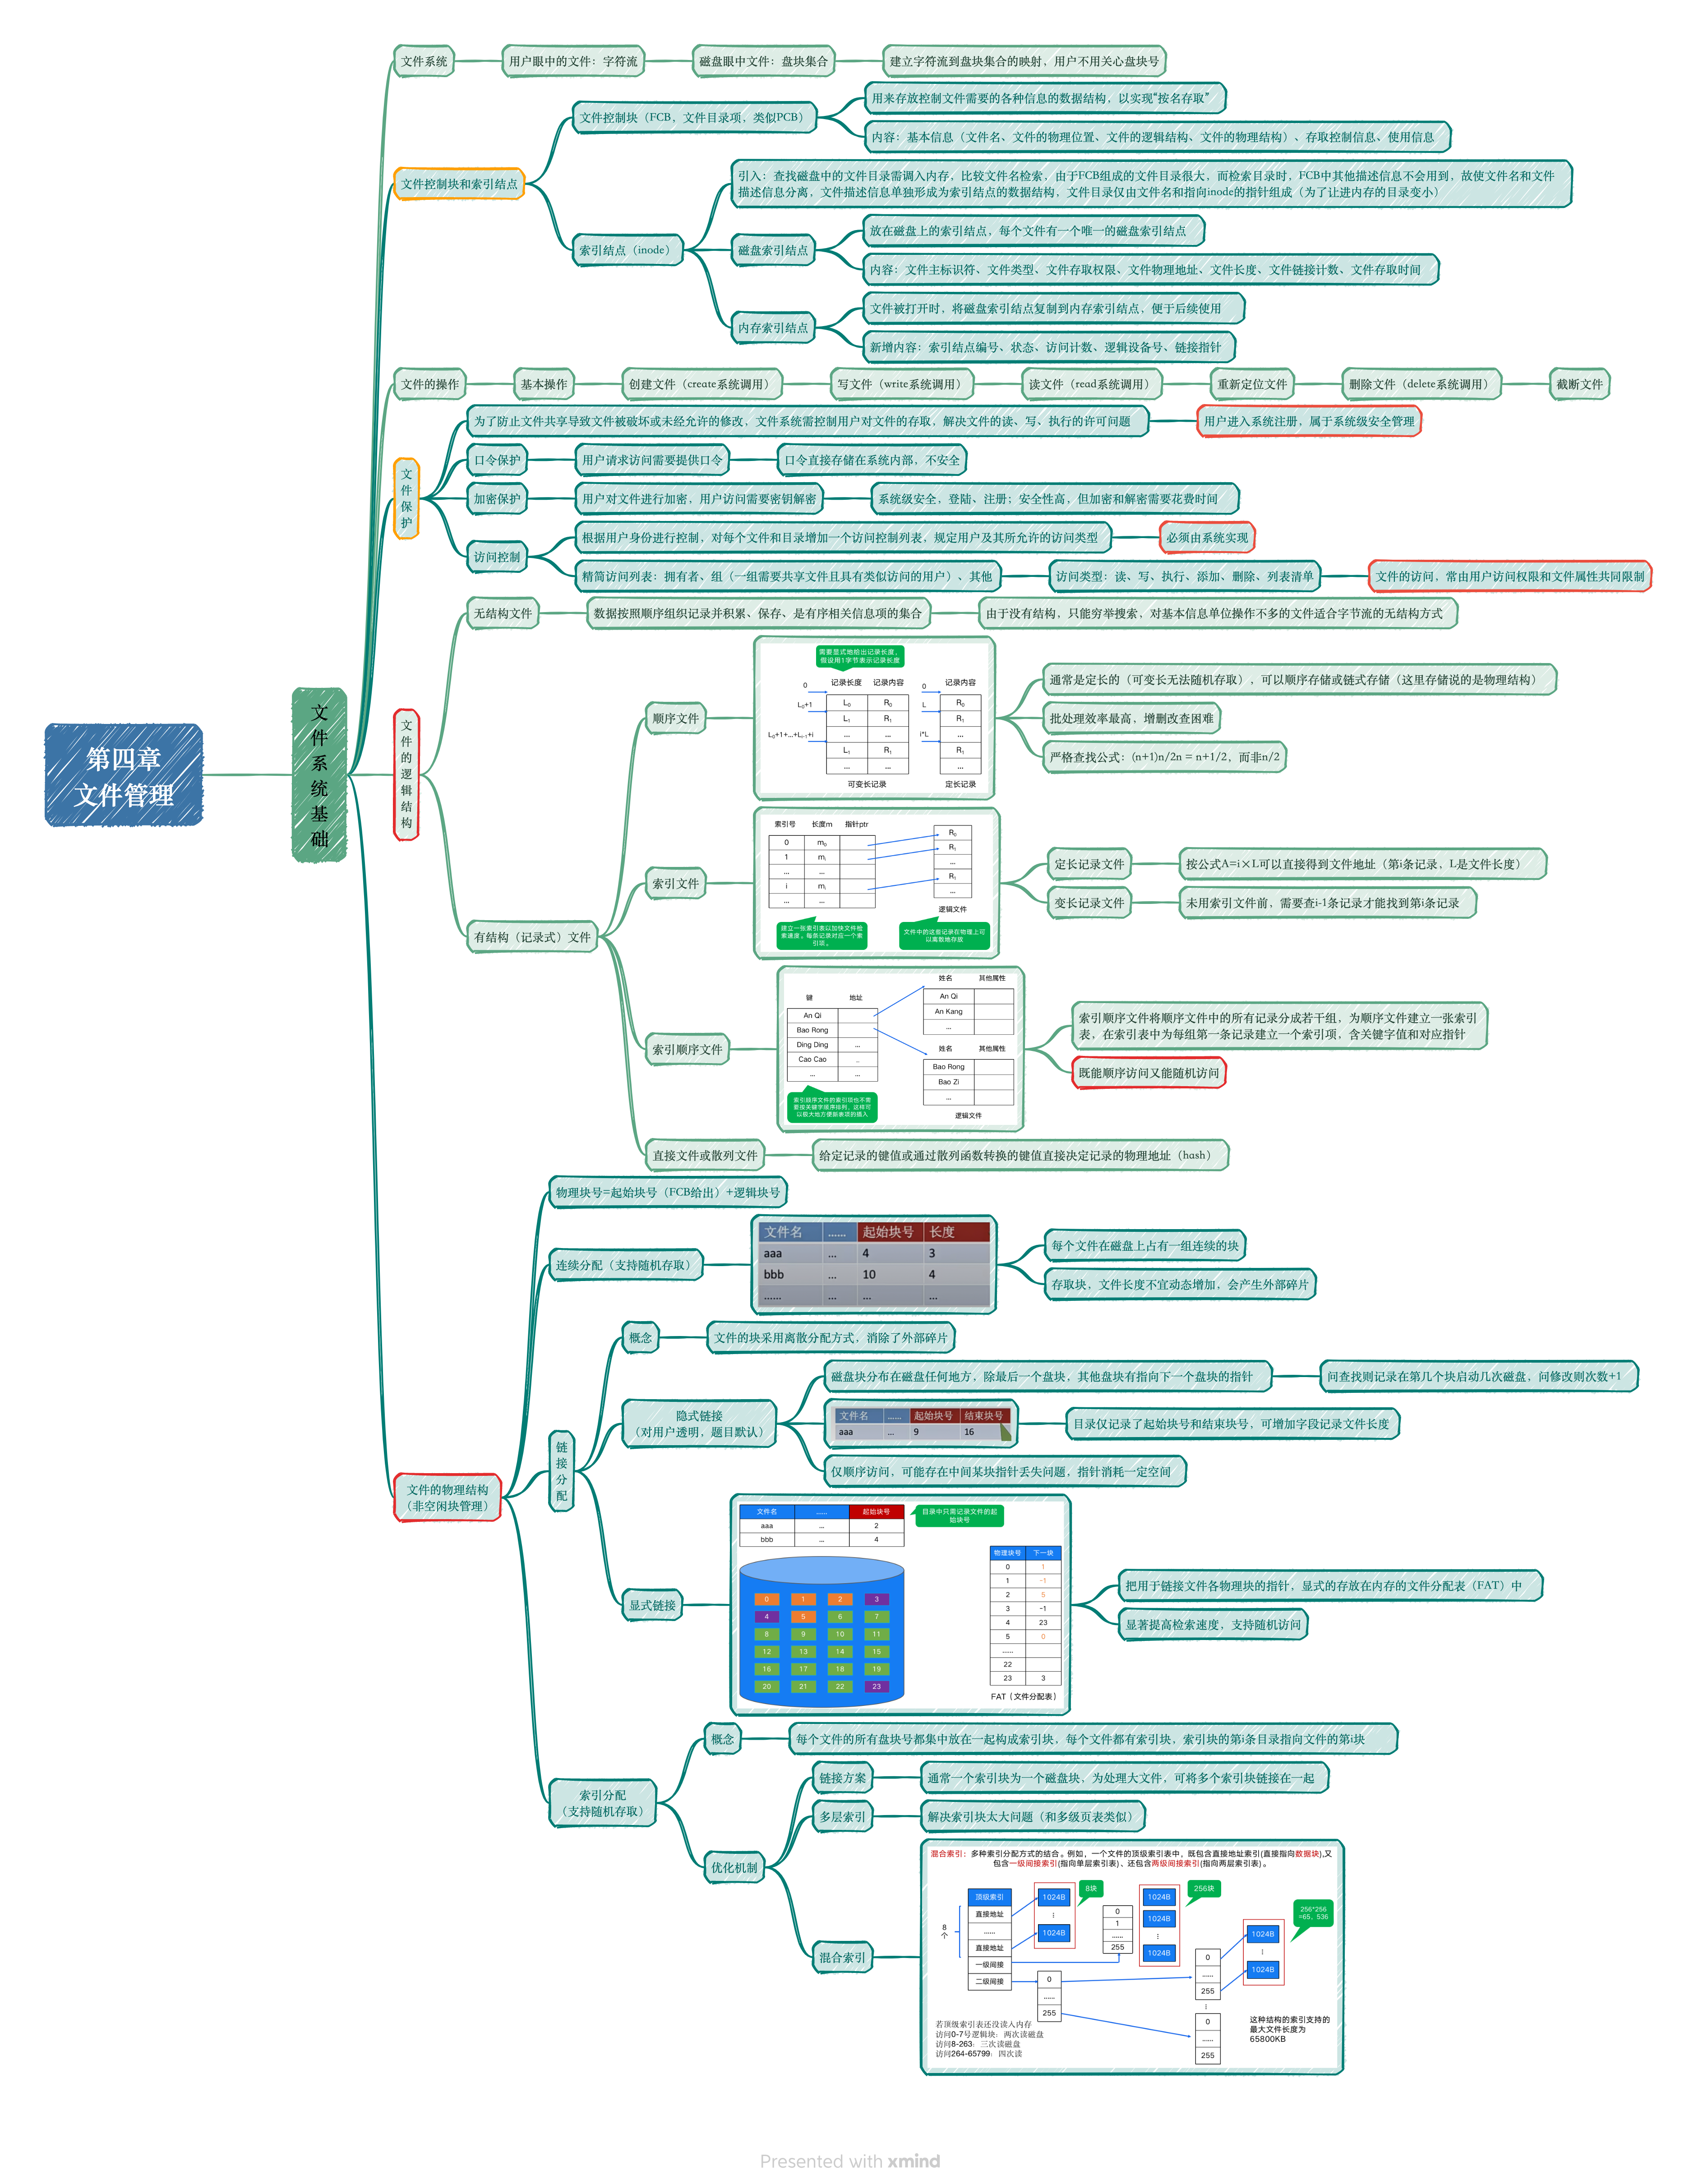 第四章
文件管理
文件系统基础
文件系统
用户眼中的文件：字符流
磁盘眼中文件：盘块集合
建立字符流到盘块集合的映射，用户不用关心盘块号
文件控制块和索引结点
文件控制块（FCB，文件目录项，类似PCB）
用来存放控制文件需要的各种信息的数据结构，以实现“按名存取”
内容：基本信息（文件名、文件的物理位置、文件的逻辑结构、文件的物理结构）、存取控制信息、使用信息
索引结点（inode）
引入：查找磁盘中的文件目录需调入内存，比较文件名检索，由于FCB组成的文件目录很大，而检索目录时，FCB中其他描述信息不会用到，故使文件名和文件
描述信息分离，文件描述信息单独形成为索引结点的数据结构，文件目录仅由文件名和指向inode的指针组成（为了让进内存的目录变小）
磁盘索引结点
放在磁盘上的索引结点，每个文件有一个唯一的磁盘索引结点
内容：文件主标识符、文件类型、文件存取权限、文件物理地址、文件长度、文件链接计数、文件存取时间
内存索引结点
文件被打开时，将磁盘索引结点复制到内存索引结点，便于后续使用
新增内容：索引结点编号、状态、访问计数、逻辑设备号、链接指针
文件的操作
基本操作
创建文件（create系统调用）
写文件（write系统调用）
读文件（read系统调用）
重新定位文件
删除文件（delete系统调用）
截断文件
文件保护
为了防止文件共享导致文件被破坏或未经允许的修改，文件系统需控制用户对文件的存取，解决文件的读、写、执行的许可问题
用户进入系统注册，属于系统级安全管理
口令保护
用户请求访问需要提供口令
口令直接存储在系统内部，不安全
加密保护
用户对文件进行加密，用户访问需要密钥解密
系统级安全，登陆、注册；安全性高，但加密和解密需要花费时间
访问控制
根据用户身份进行控制，对每个文件和目录增加一个访问控制列表，规定用户及其所允许的访问类型
必须由系统实现
精简访问列表：拥有者、组（一组需要共享文件且具有类似访问的用户）、其他
访问类型：读、写、执行、添加、删除、列表清单
文件的访问，常由用户访问权限和文件属性共同限制
文件的逻辑结构
无结构文件
数据按照顺序组织记录并积累、保存、是有序相关信息项的集合
由于没有结构，只能穷举搜索，对基本信息单位操作不多的文件适合字节流的无结构方式
有结构（记录式）文件
顺序文件
需要显式地给出记录长度，
假设用1字节表示记录长度
记录长度 记录内容 记录内容
0 0
L0 R0 R0
L0+1 L
L1 R1 R1
... ... ...
L0+1+...+Li-1+i i*L
L1 R1 R1
... ... ...
可变长记录 定长记录
通常是定长的（可变长无法随机存取），可以顺序存储或链式存储（这里存储说的是物理结构）
批处理效率最高，增删改查困难
严格查找公式：(n+1)n/2n = n+1/2，而非n/2
索引文件
索引号 长度m 指针ptr
0 m0 R0
1 m1 R1
... ... ...
i mi R1
... ... ...
逻辑文件
建立一张索引表以加快文件检
索速度。每条记录对应一个索
引项。
文件中的这些记录在物理上可
以离散地存放
定长记录文件
按公式A=i×L可以直接得到文件地址（第i条记录、L是文件长度）
变长记录文件
未用索引文件前，需要查i-1条记录才能找到第i条记录
索引顺序文件
键 地址
An Qi
Bao Rong
Ding Ding ...
Cao Cao ..
... ...
姓名 其他属性
An Qi
An Kang
...
姓名 其他属性
Bao Rong
Bao Zi
...
逻辑文件
索引顺序文件的索引项也不需
要按关键字顺序排列，这样可
以极大地方便新表项的插入
索引顺序文件将顺序文件中的所有记录分成若干组，为顺序文件建立一张索引
表，在索引表中为每组第一条记录建立一个索引项，含关键字值和对应指针
既能顺序访问又能随机访问
直接文件或散列文件
给定记录的键值或通过散列函数转换的键值直接决定记录的物理地址（hash）
文件的物理结构
（非空闲块管理）
物理块号=起始块号（FCB给出）+逻辑块号
连续分配（支持随机存取）
文件名 …… 起始块号 长度
aaa ... 4 3
bbb ... 10 4
…… ... ... ...
每个文件在磁盘上占有一组连续的块
存取块，文件长度不宜动态增加，会产生外部碎片
链接分配
概念
文件的块采用离散分配方式，消除了外部碎片
隐式链接
（对用户透明，题目默认）
磁盘块分布在磁盘任何地方，除最后一个盘块，其他盘块有指向下一个盘块的指针
问查找则记录在第几个块启动几次磁盘，问修改则次数+1
文件名 …… 起始块号 结束块号
aaa ... 9 16
目录仅记录了起始块号和结束块号，可增加字段记录文件长度
仅顺序访问，可能存在中间某块指针丢失问题，指针消耗一定空间
显式链接
文件名 …… 起始块号
aaa ... 2
bbb ... 4
目录中只需记录文件的起
始块号
0 1 2 3
4 5 6 7
8 9 10 11
12 13 14 15
16 17 18 19
20 21 22 23
物理块号 下一块
0 1
1 -1
2 5
3 -1
4 23
5 0
……
22
23 3
FAT（文件分配表）
把用于链接文件各物理块的指针，显式的存放在内存的文件分配表（FAT）中
显著提高检索速度，支持随机访问
索引分配
（支持随机存取）
概念
每个文件的所有盘块号都集中放在一起构成索引块，每个文件都有索引块，索引块的第i条目录指向文件的第i块
优化机制
链接方案
通常一个索引块为一个磁盘块，为处理大文件，可将多个索引块链接在一起
多层索引
解决索引块太大问题（和多级页表类似）
混合索引
混合索引：多种索引分配方式的结合。例如，一个文件的顶级索引表中，既包含直接地址索引(直接指向数据块),又
包含一级间接索引(指向单层索引表)、还包含两级间接索引(指向两层索引表)。
8个
顶级索引
直接地址
……
直接地址
一级间接
二级间接
1024B
⋮
1024B
8块
0
1
……
255
1024B
1024B
⋮
1024B
256块
0
……
255
0
……
255
⋮
0
……
255
1024B
⋮
1024B
256*256
=65，536
若顶级索引表还没读入内存
访问0-7号逻辑块：两次读磁盘
访问8-263：三次读磁盘
访问264-65799：四次读
这种结构的索引支持的
最大文件长度为
65800KB
Presented with xmind